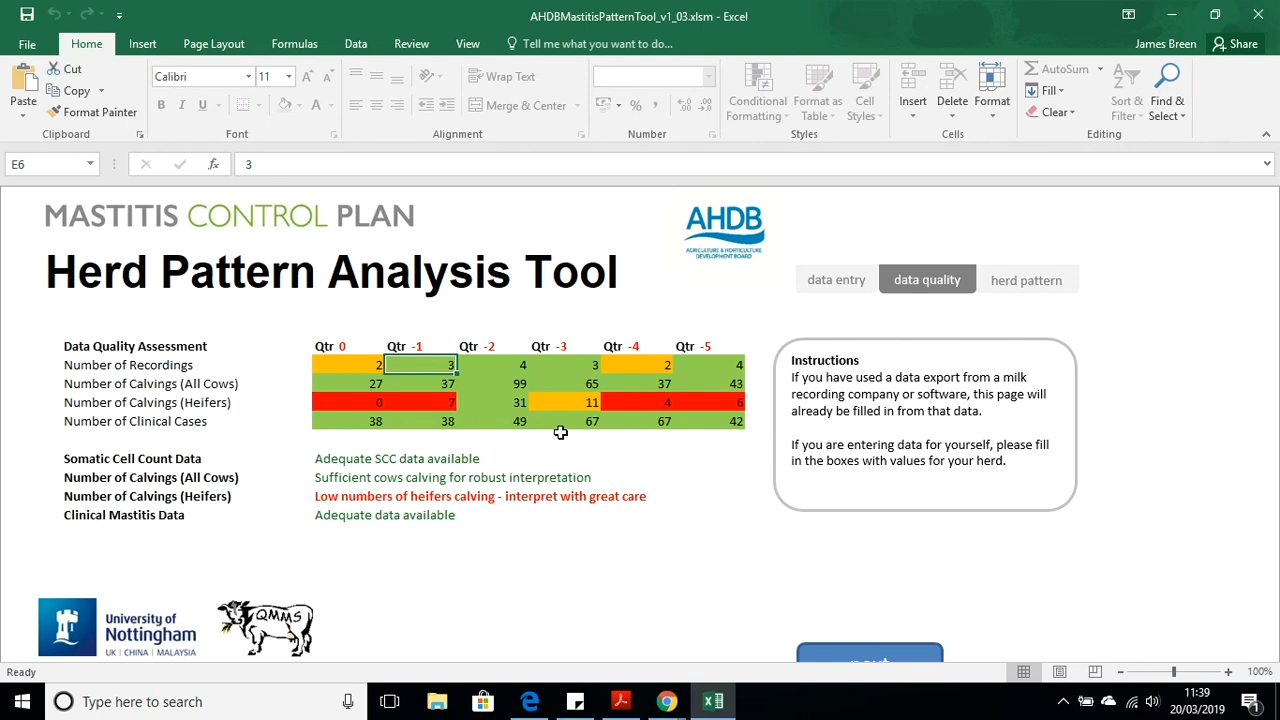 AHDBMastitisPatternTool_v1_03.xlsm - Excel
File Home Insert Page Layout Formulas Data Review View Tell me what you want to do... James Breen Share
Paste Cut Copy Format Painter
Calibri 11 A A
B I U A
Wrap Text
Merge & Center
%
Conditional Formatting Format as Table Cell Styles
Insert Delete Format
AutoSum Fill Clear
Sort & Filter Find & Select
Clipboard Font Alignment Number Styles Cells Editing
E6 fx 3
MASTITIS CONTROL PLAN
AHDB
AGRICULTURE & HORTICULTURE
DEVELOPMENT BOARD
Herd Pattern Analysis Tool
data entry data quality herd pattern
Data Quality Assessment Qtr 0 Qtr -1 Qtr -2 Qtr -3 Qtr -4 Qtr -5
Number of Recordings 2 3 4 3 2 4
Number of Calvings (All Cows) 27 37 99 65 37 43
Number of Calvings (Heifers) 0 7 31 11 4 6
Number of Clinical Cases 38 38 49 67 67 42
Somatic Cell Count Data Adequate SCC data available
Number of Calvings (All Cows) Sufficient cows calving for robust interpretation
Number of Calvings (Heifers) Low numbers of heifers calving - interpret with great care
Clinical Mastitis Data Adequate data available
Instructions
If you have used a data export from a milk
recording company or software, this page will
already be filled in from that data.
If you are entering data for yourself, please fill
in the boxes with values for your herd.
University of
Nottingham
UK | CHINA | MALAYSIA
QMMS
next
Ready 100%
Type here to search
11:39
20/03/2019
1